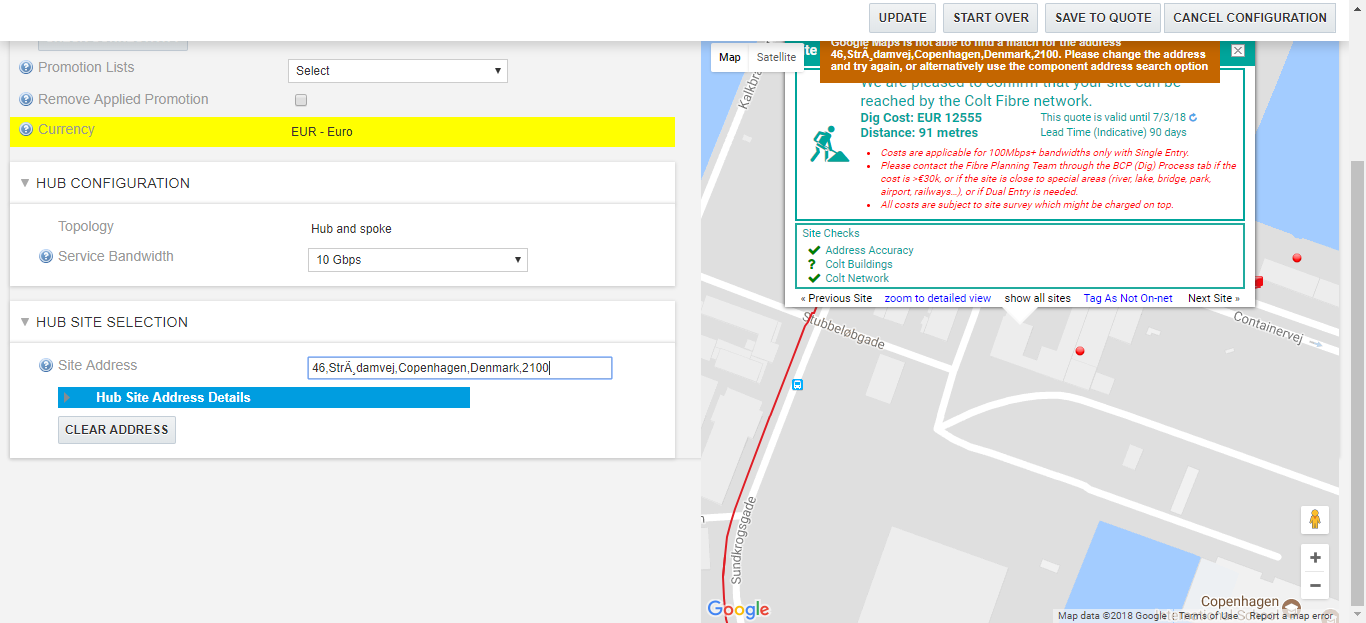 UPDATE
START OVER
SAVE TO QUOTE
CANCEL CONFIGURATION
Promotion Lists
Select
Remove Applied Promotion
Currency
EUR - Euro
HUB CONFIGURATION
Topology
Hub and spoke
Service Bandwidth
10 Gbps
HUB SITE SELECTION
Site Address
46,StrÃ¸damvej,Copenhagen,Denmark,2100
Hub Site Address Details
CLEAR ADDRESS
Map
Satellite
Google Maps is not able to find a match for the address
46,StrÃ¸damvej,Copenhagen,Denmark,2100. Please change the address
and try again, or alternatively use the component address search option
We are pleased to confirm that your site can be
reached by the Colt Fibre network.
Dig Cost: EUR 12555
This quote is valid until 7/3/18
Distance: 91 metres
Lead Time (Indicative) 90 days
Costs are applicable for 100Mbps+ bandwidths only with Single Entry.
Please contact the Fibre Planning Team through the BCP (Dig) Process tab if the
cost is >€30k, or if the site is close to special areas (river, lake, bridge, park,
airport, railways...), or if Dual Entry is needed.
All costs are subject to site survey which might be charged on top.
Site Checks
Address Accuracy
? Colt Buildings
Colt Network
« Previous Site
zoom to detailed view
show all sites
Tag As Not On-net
Next Site »
Stubbeløbgade
Containervej
Sundkrogsgade
Copenhagen
Google
Map data ©2018 Google
Terms of Use
Report a map error